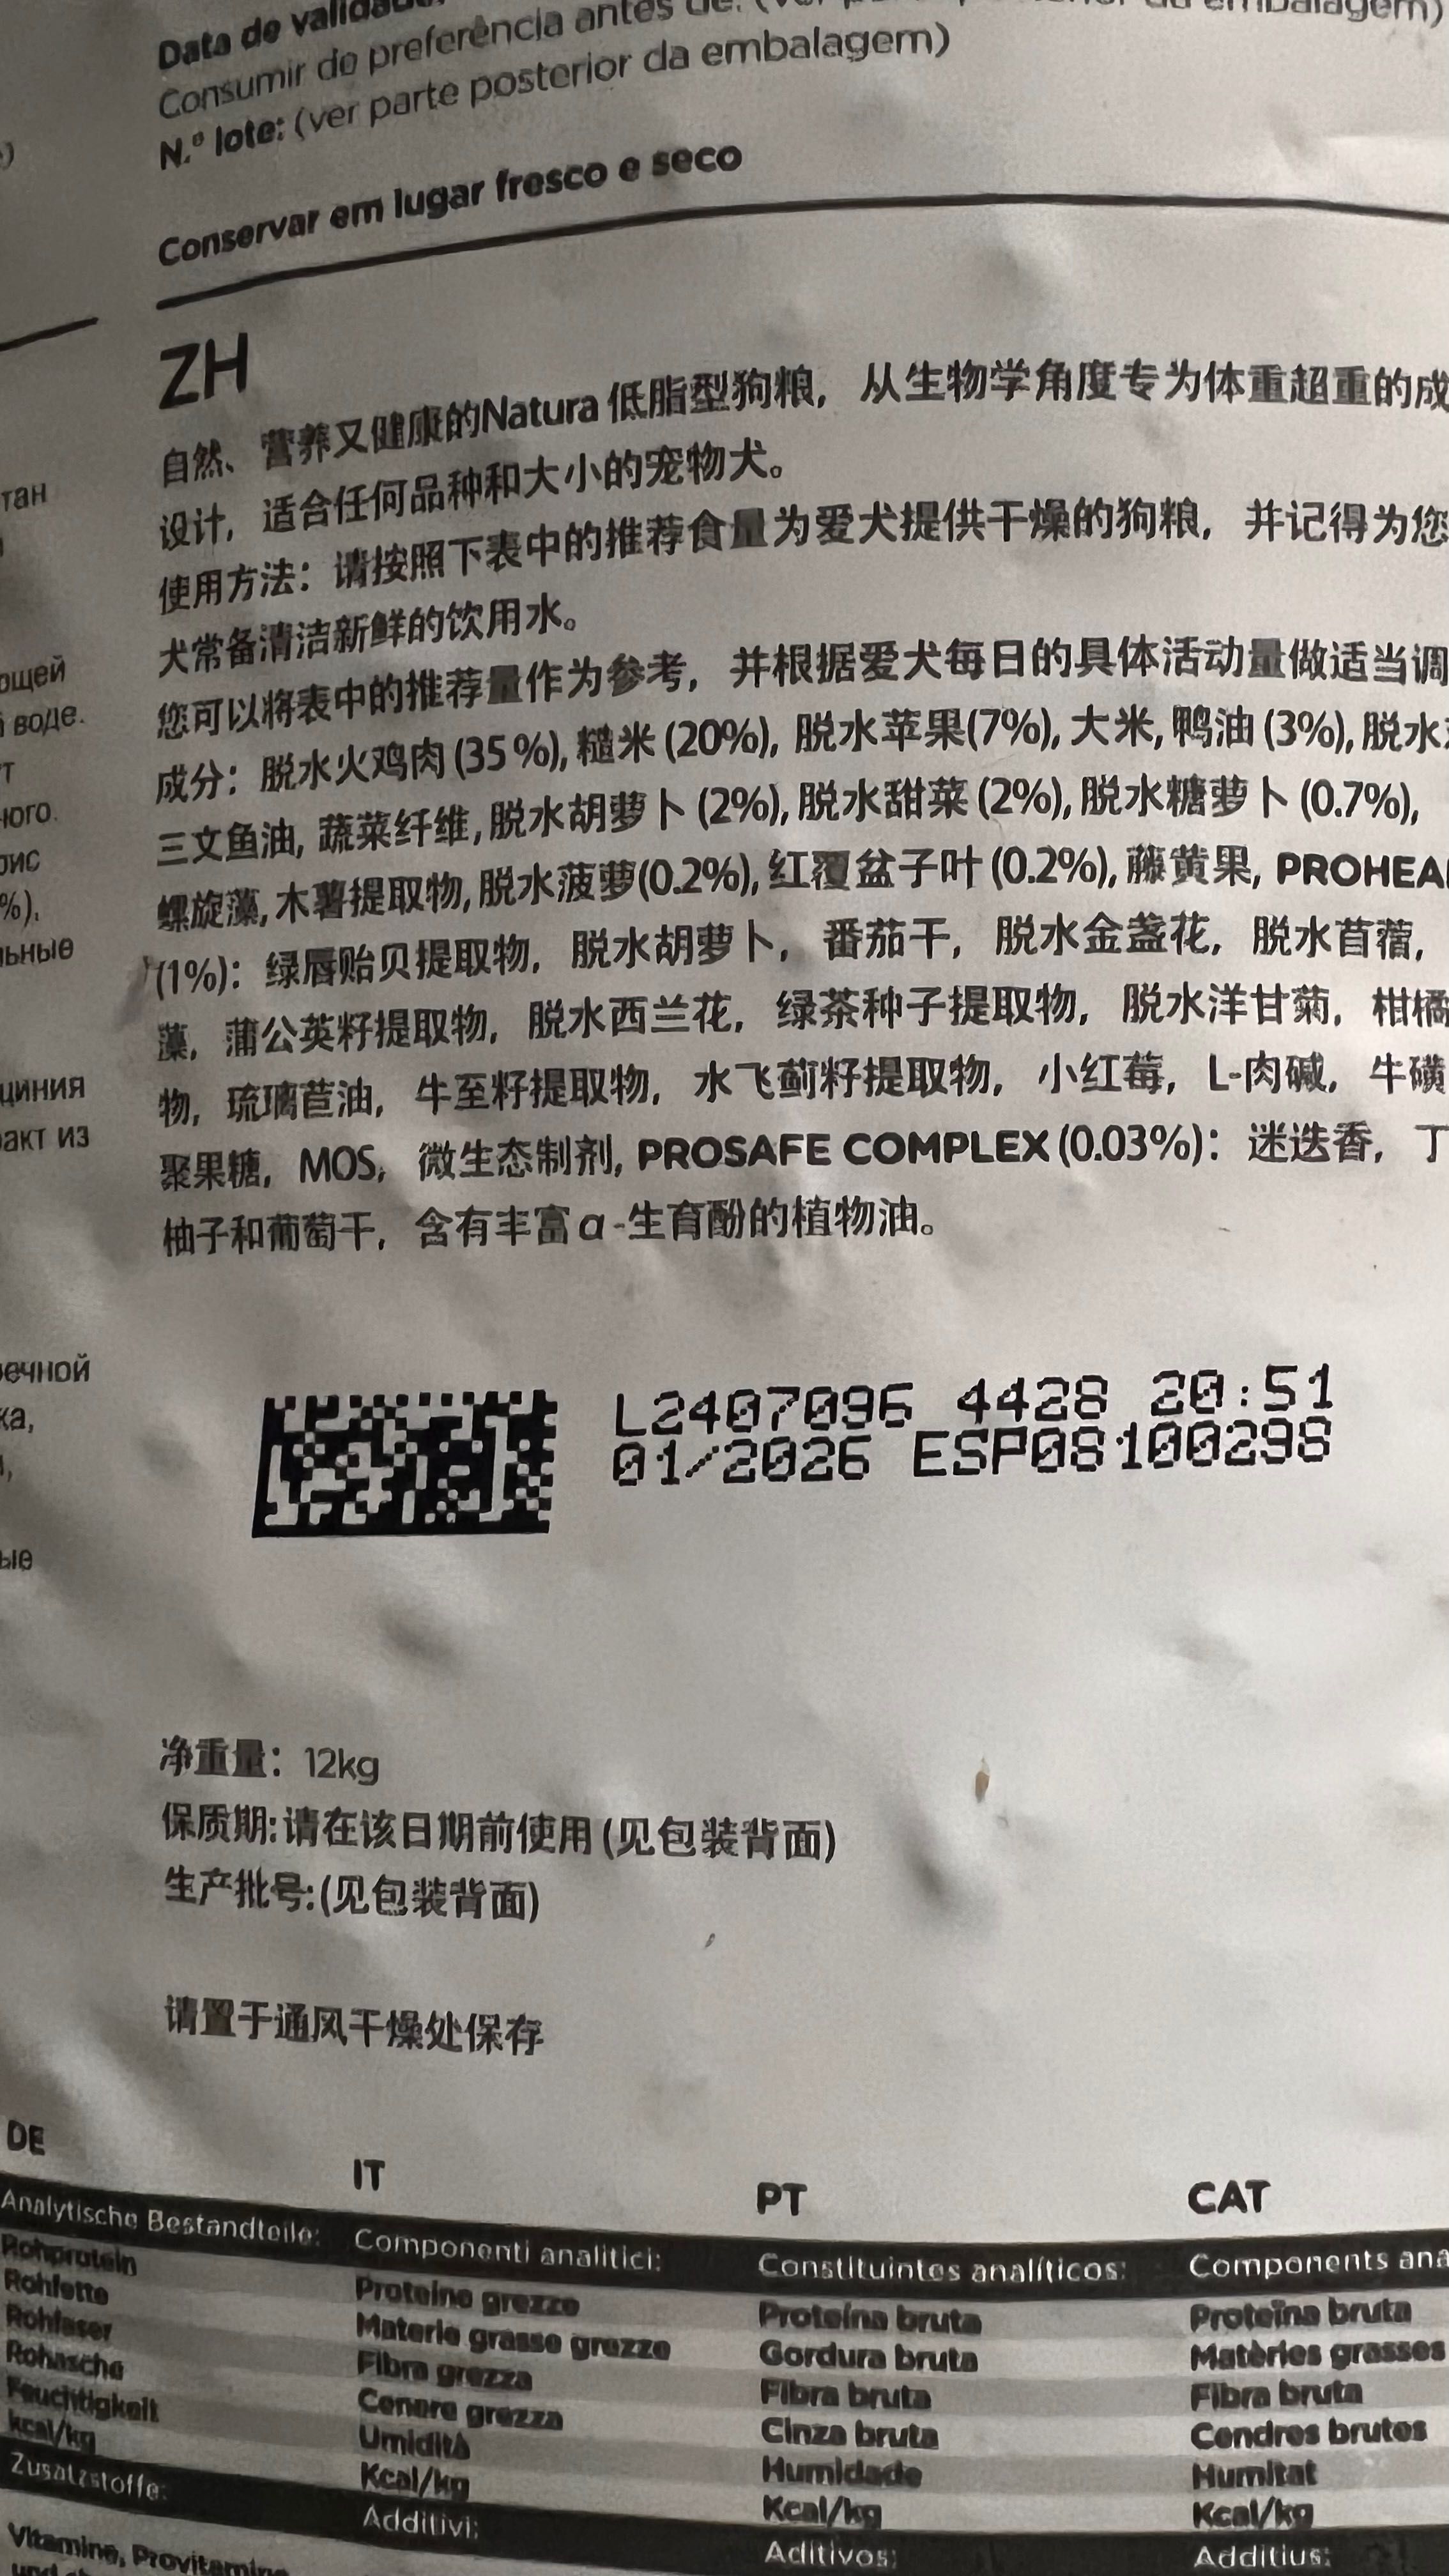 Data de validade:
Consumir de preferência antes de: (ver parte posterior da embalagem)
N.º lote: (ver parte posterior da embalagem)
Conservar em lugar fresco e seco
ZH
自然、营养又健康的Natura 低脂型狗粮，从生物学角度专为体重超重的成
设计，适合任何品种和大小的宠物犬。
使用方法：请按照下表中的推荐食量为爱犬提供干燥的狗粮，并记得为您
犬常备清洁新鲜的饮用水。
您可以将表中的推荐量作为参考，并根据爱犬每日的具体活动量做适当调
成分：脱水火鸡肉 (35 %), 糙米 (20%), 脱水苹果(7%), 大米, 鸭油 (3%), 脱水
三文鱼油, 蔬菜纤维, 脱水胡萝卜 (2%), 脱水甜菜 (2%), 脱水糖萝卜 (0.7%),
螺旋藻, 木薯提取物, 脱水菠萝(0.2%), 红覆盆子叶 (0.2%), 藤黄果, PROHEA
(1%)：绿唇贻贝提取物，脱水胡萝卜，番茄干，脱水金盏花，脱水苜蓿，
藻，蒲公英籽提取物，脱水西兰花，绿茶种子提取物，脱水洋甘菊，柑橘
物，琉璃苣油，牛至籽提取物，水飞蓟籽提取物，小红莓，L-肉碱，牛磺
聚果糖，MOS，微生态制剂, PROSAFE COMPLEX (0.03%)：迷迭香，丁
柚子和葡萄干，含有丰富α-生育酚的植物油。
L2407096 4428 20:51
01/2026 ESP08100298
净重量：12kg
保质期: 请在该日期前使用 (见包装背面)
生产批号: (见包装背面)
请置于通风干燥处保存
тан
ощей
воде.
ного.
рис
%),
льные
циния
ракт из
ечной
ка,
ые
DE
Analytische Bestandteile:
Rohprotein
Rohfette
Rohfaser
Rohasche
Feuchtigkeit
kcal/kg
Zusatzstoffe:
Vitamine, Provitamine
IT
Componenti analitici:
Proteine grezze
Materie grasse grezze
Fibra grezza
Cenere grezza
Umidità
Kcal/kg
Additivi:
PT
Constituintes analíticos:
Proteína bruta
Gordura bruta
Fibra bruta
Cinza bruta
Humidade
Kcal/kg
Aditivos:
CAT
Components ana
Proteïna bruta
Matèries grasses
Fibra bruta
Cendres brutes
Humitat
Kcal/kg
Additius: